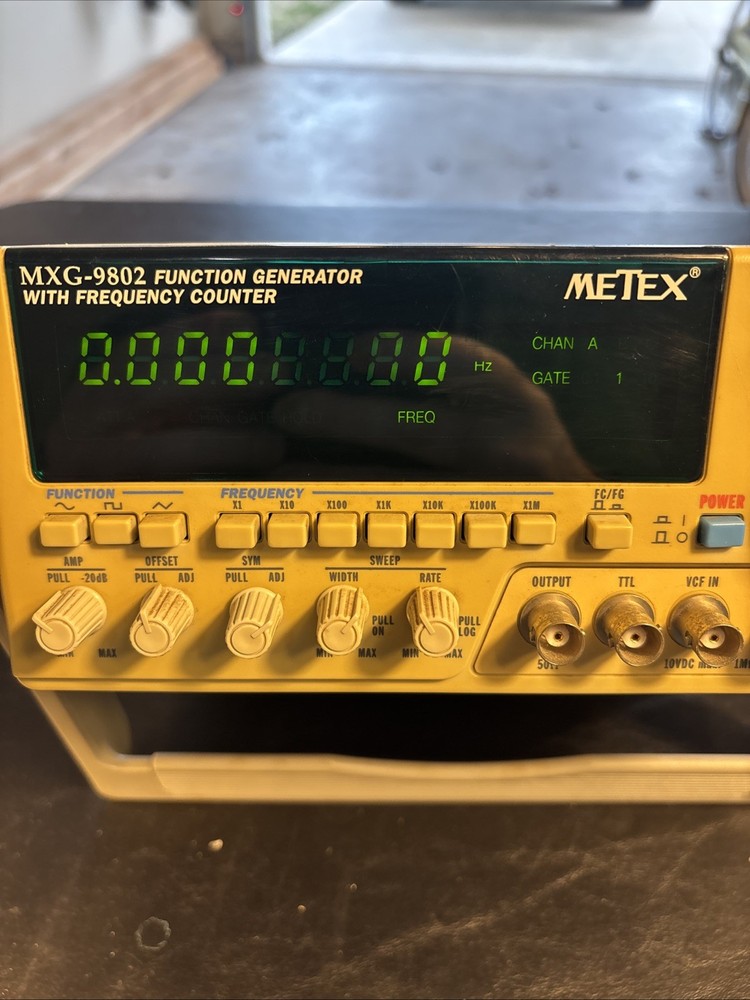 MXG-9802 FUNCTION GENERATOR
WITH FREQUENCY COUNTER
METEX®
Hz
CHAN A
GATE 1
FREQ
FUNCTION
FREQUENCY
X1 X10 X100 X1K X10K X100K X1M
FC/FG
POWER
AMP
PULL -20dB
MAX
OFFSET
PULL ADJ
SYM
PULL ADJ
SWEEP
WIDTH
PULL ON
MIN MAX
RATE
PULL LOG
MIN MAX
OUTPUT
TTL
VCF IN
10VDC